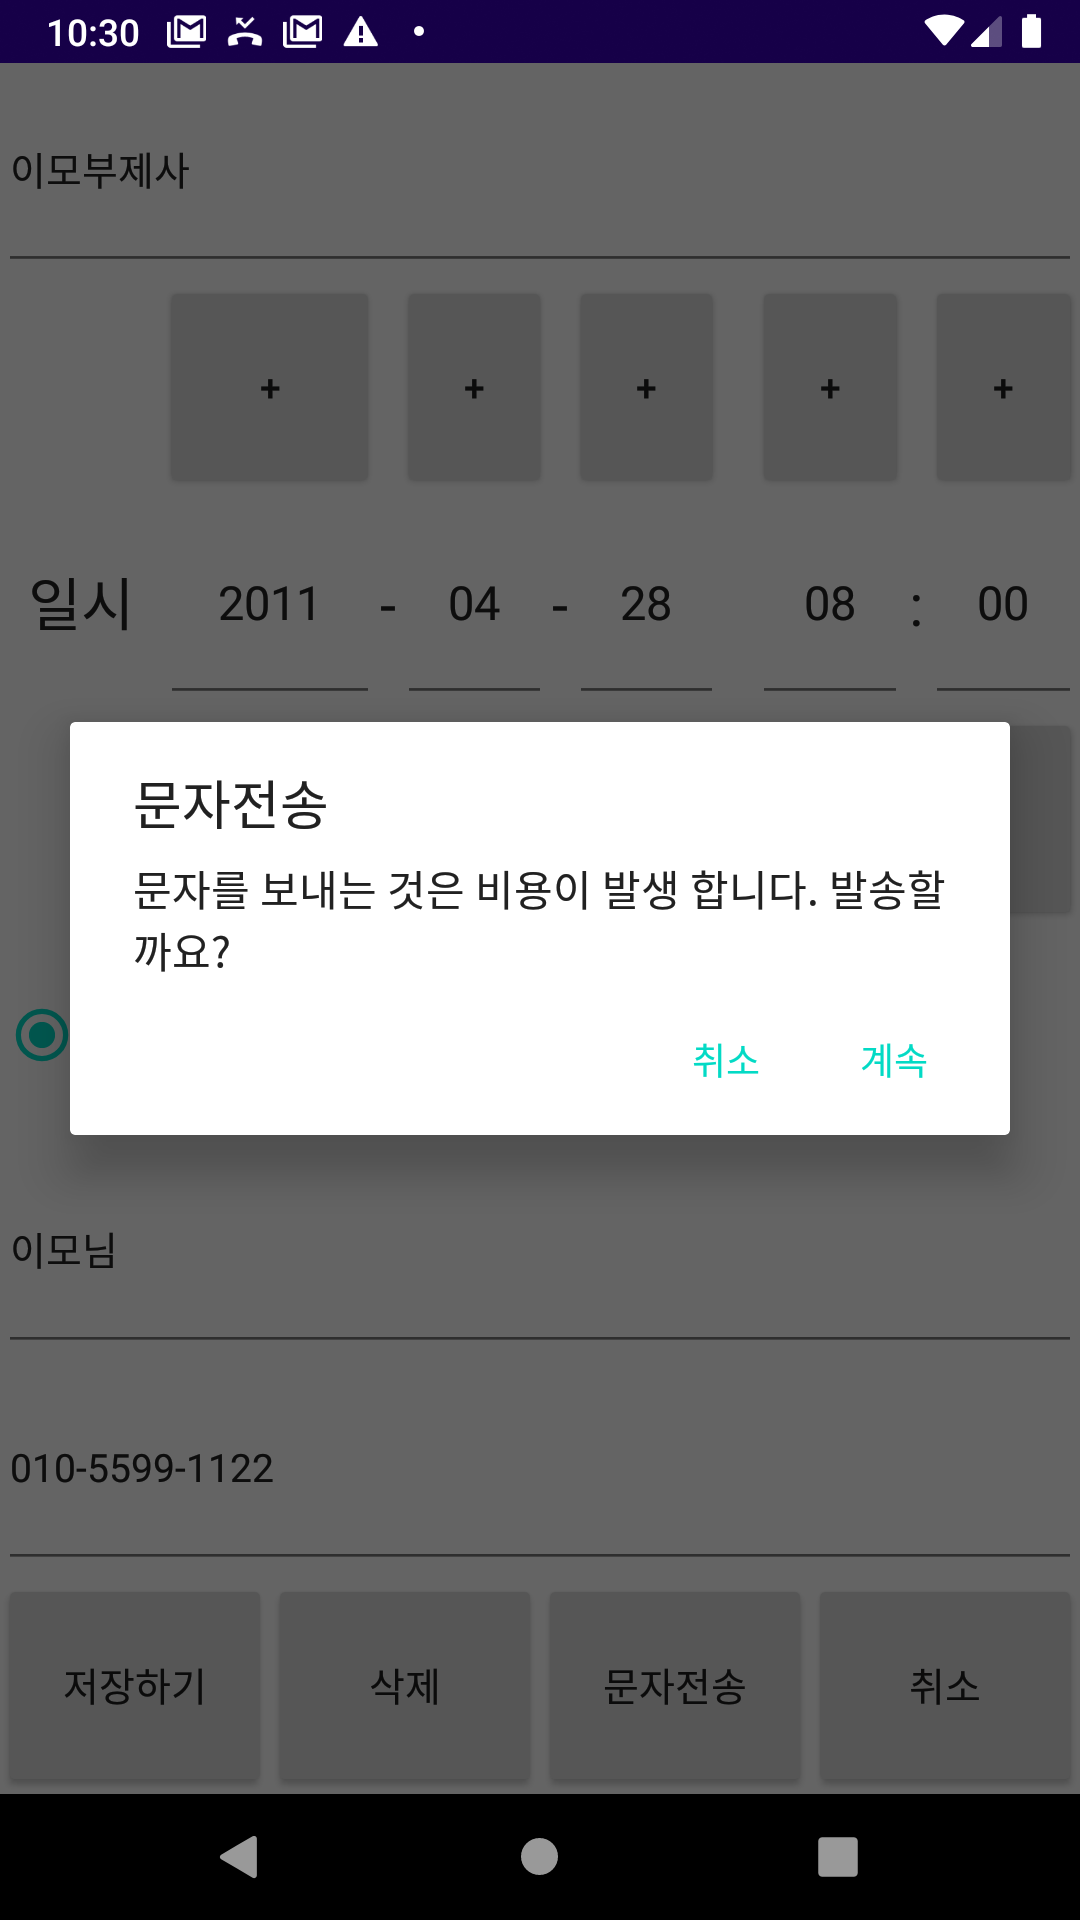 10:30
이모부제사
+ + + + +
일시 2011 - 04 - 28 08 : 00
문자전송
문자를 보내는 것은 비용이 발생 합니다. 발송할
까요?
취소 계속
이모님
010-5599-1122
저장하기 삭제 문자전송 취소